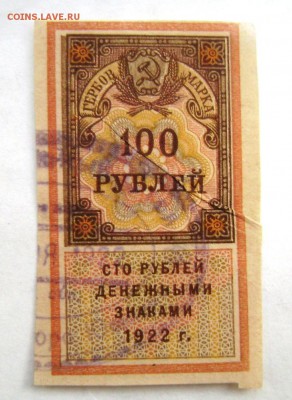 COINS.LAVE.RU
ГЕРБОВ. МАРКА.
100
РУБЛЕЙ
СТО РУБЛЕЙ
ДЕНЕЖНЫМИ
ЗНАКАМИ
1922 г.